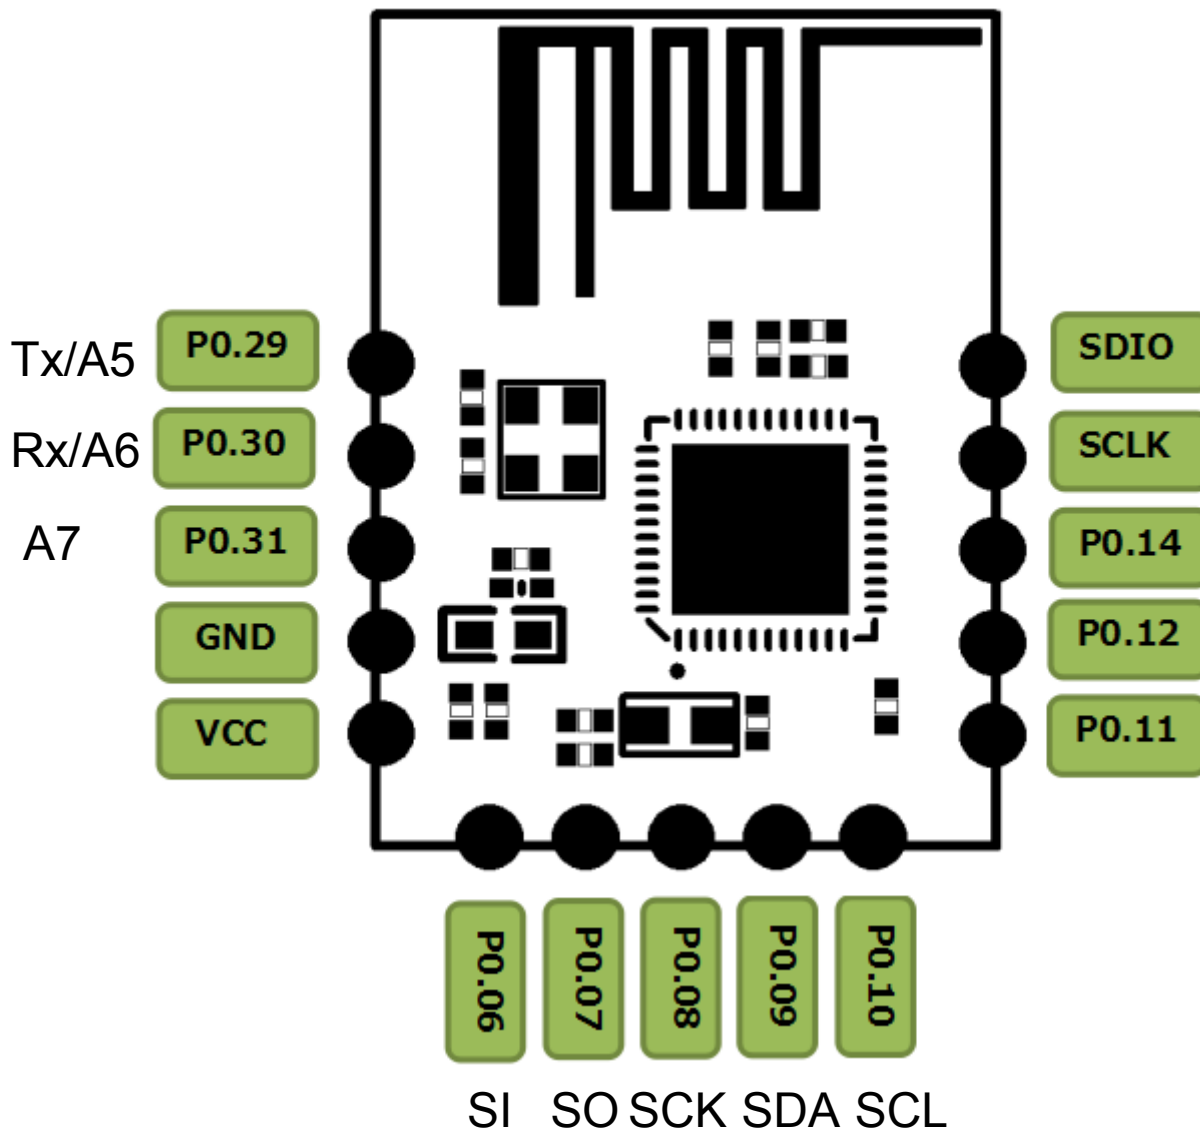 Tx/A5 P0.29 SDIO
Rx/A6 P0.30 SCLK
A7 P0.31 P0.14
GND P0.12
VCC P0.11
P0.06 P0.07 P0.08 P0.09 P0.10
SI SO SCK SDA SCL